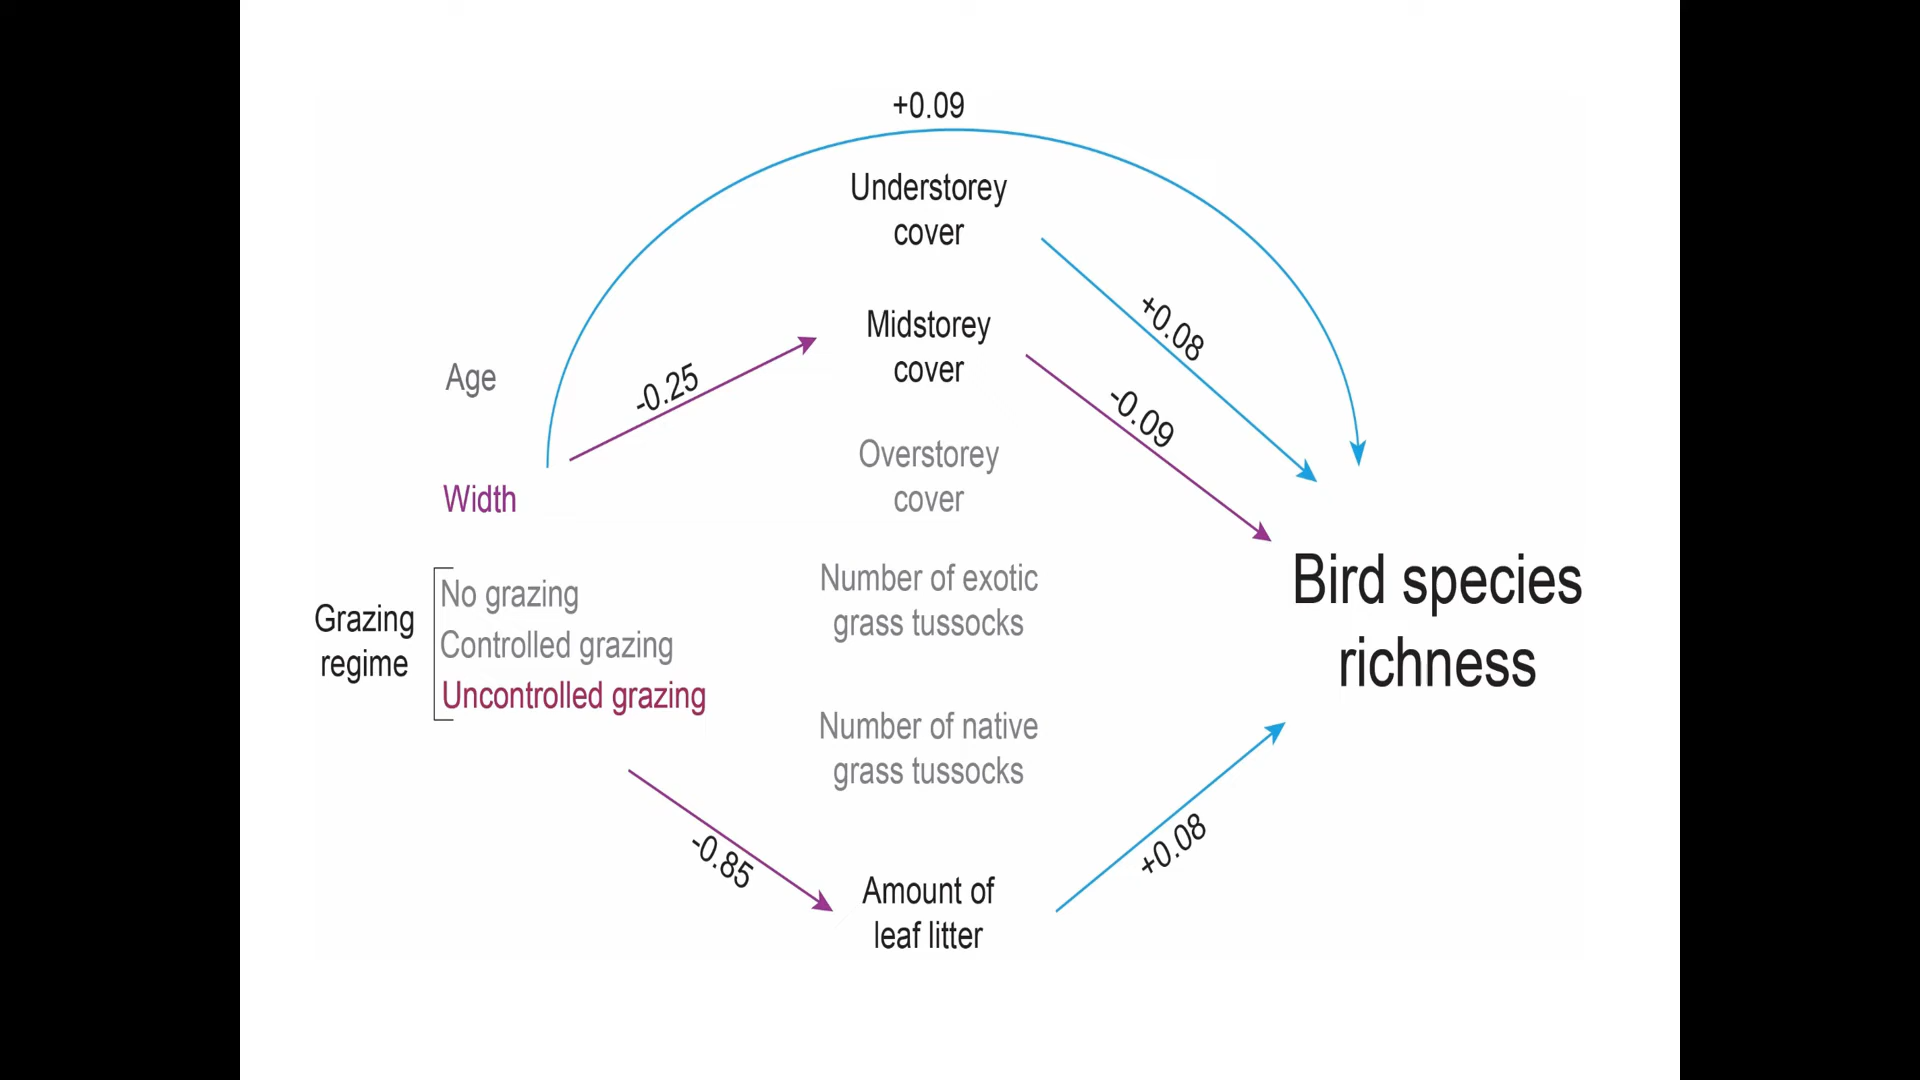 +0.09
Understorey
cover
+0.08
Midstorey
cover
-0.09
Age
-0.25
Width
Overstorey
cover
Grazing
regime
No grazing
Controlled grazing
Uncontrolled grazing
Number of exotic
grass tussocks
Bird species
richness
Number of native
grass tussocks
-0.85
+0.08
Amount of
leaf litter